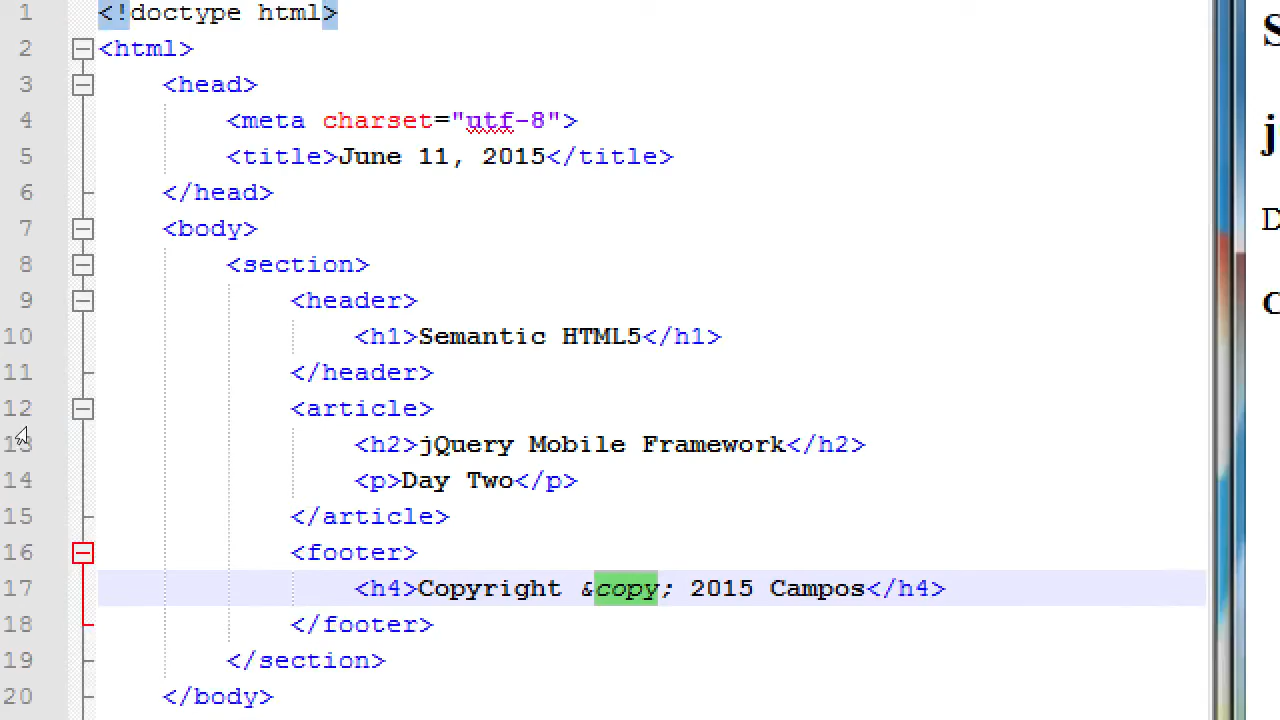 1 <!doctype html>
2 <html>
3 <head>
4 <meta charset="utf-8">
5 <title>June 11, 2015</title>
6 </head>
7 <body>
8 <section>
9 <header>
10 <h1>Semantic HTML5</h1>
11 </header>
12 <article>
13 <h2>jQuery Mobile Framework</h2>
14 <p>Day Two</p>
15 </article>
16 <footer>
17 <h4>Copyright &copy; 2015 Campos</h4>
18 </footer>
19 </section>
20 </body>
S
j
D
C